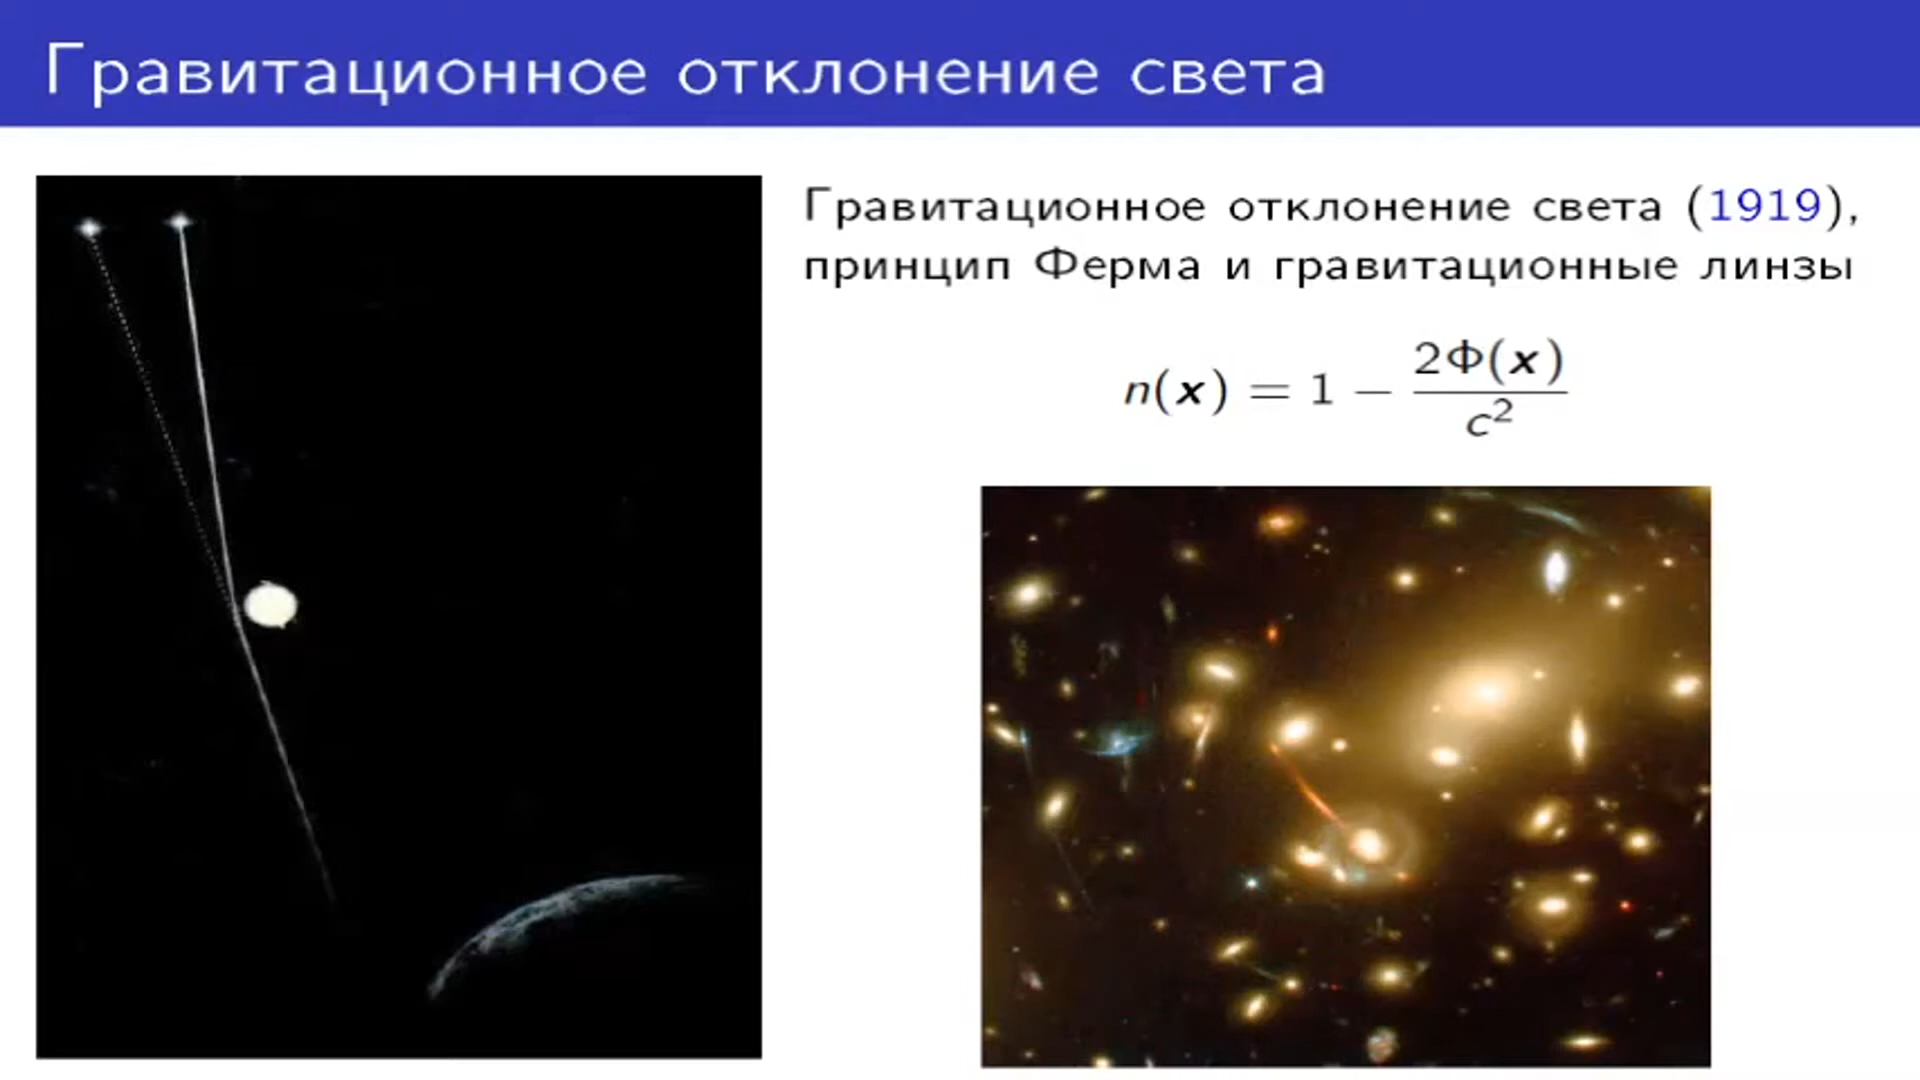 Гравитационное отклонение света
Гравитационное отклонение света (1919),
принцип Ферма и гравитационные линзы
n(x) = 1 − 2Φ(x)/c²